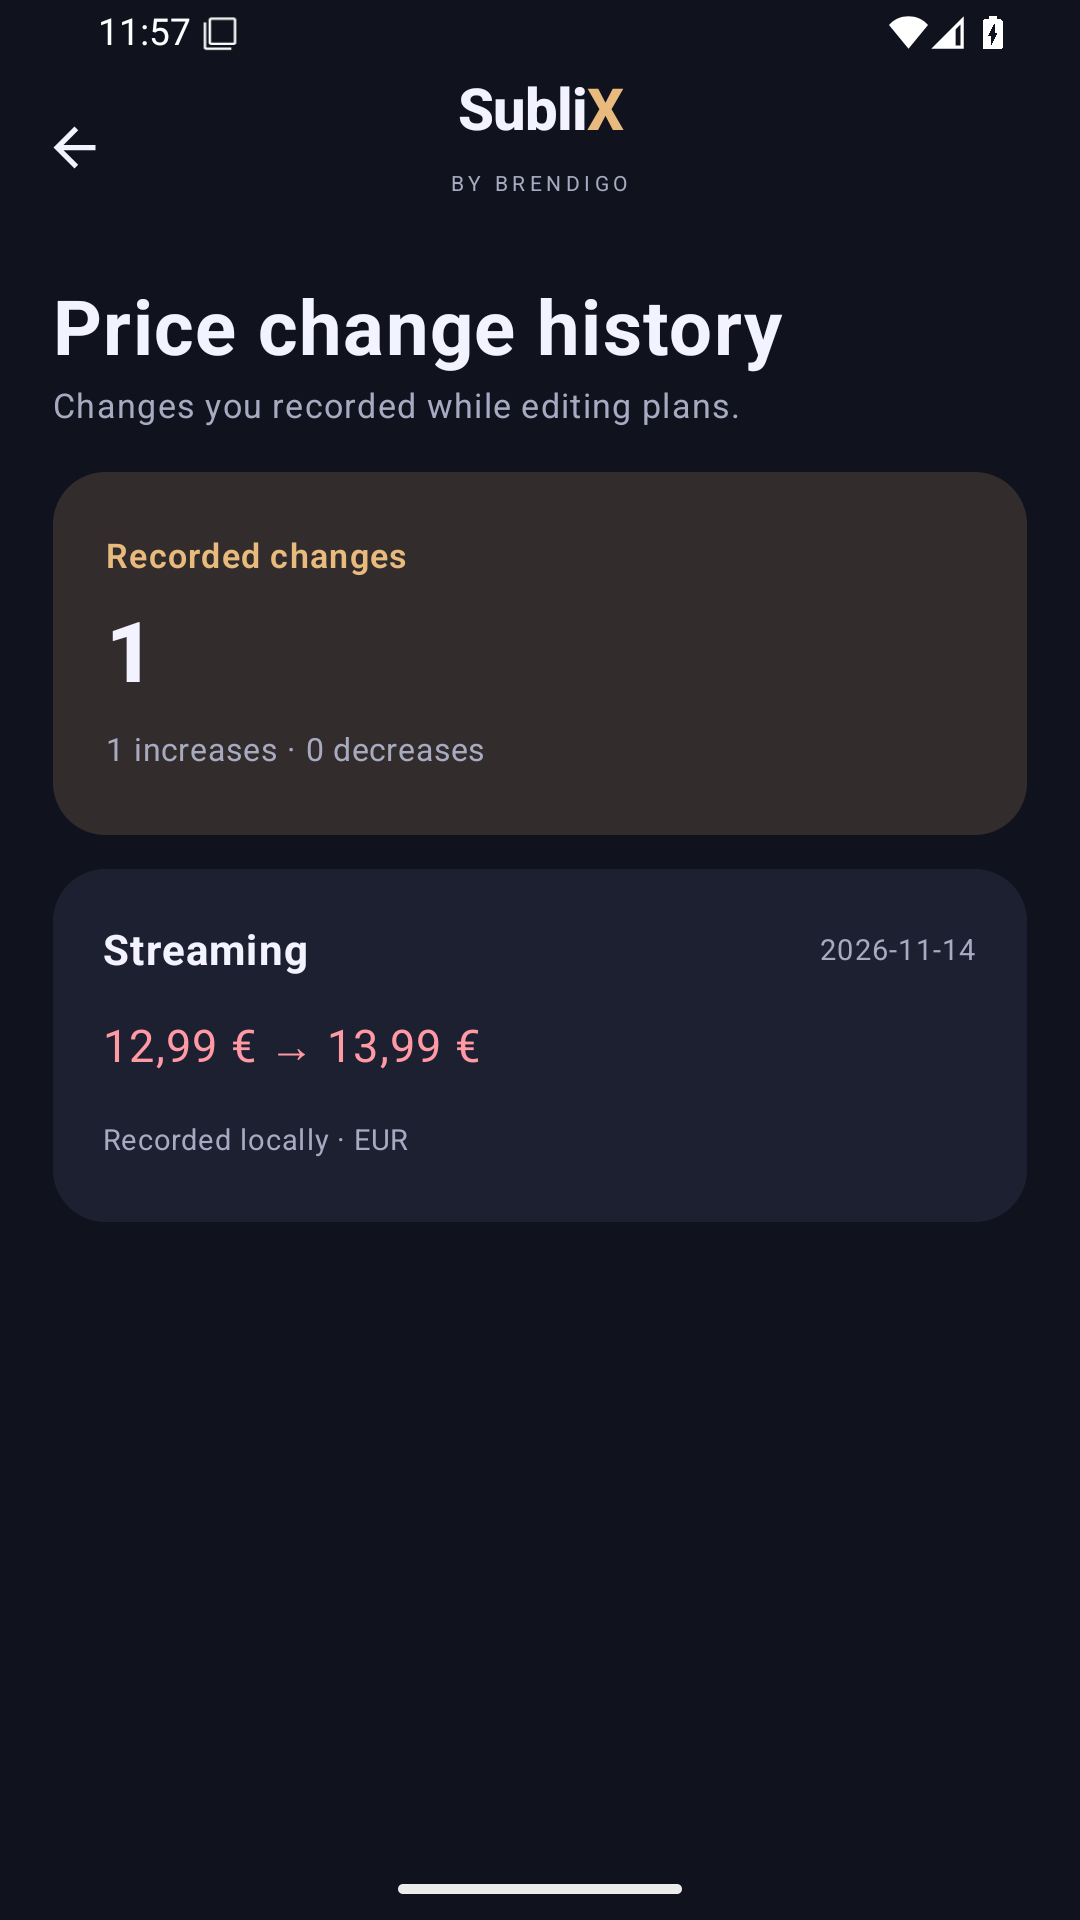 11:57
SubliX
BY BRENDIGO
Price change history
Changes you recorded while editing plans.
Recorded changes
1
1 increases · 0 decreases
Streaming 2026-11-14
12,99 € → 13,99 €
Recorded locally · EUR